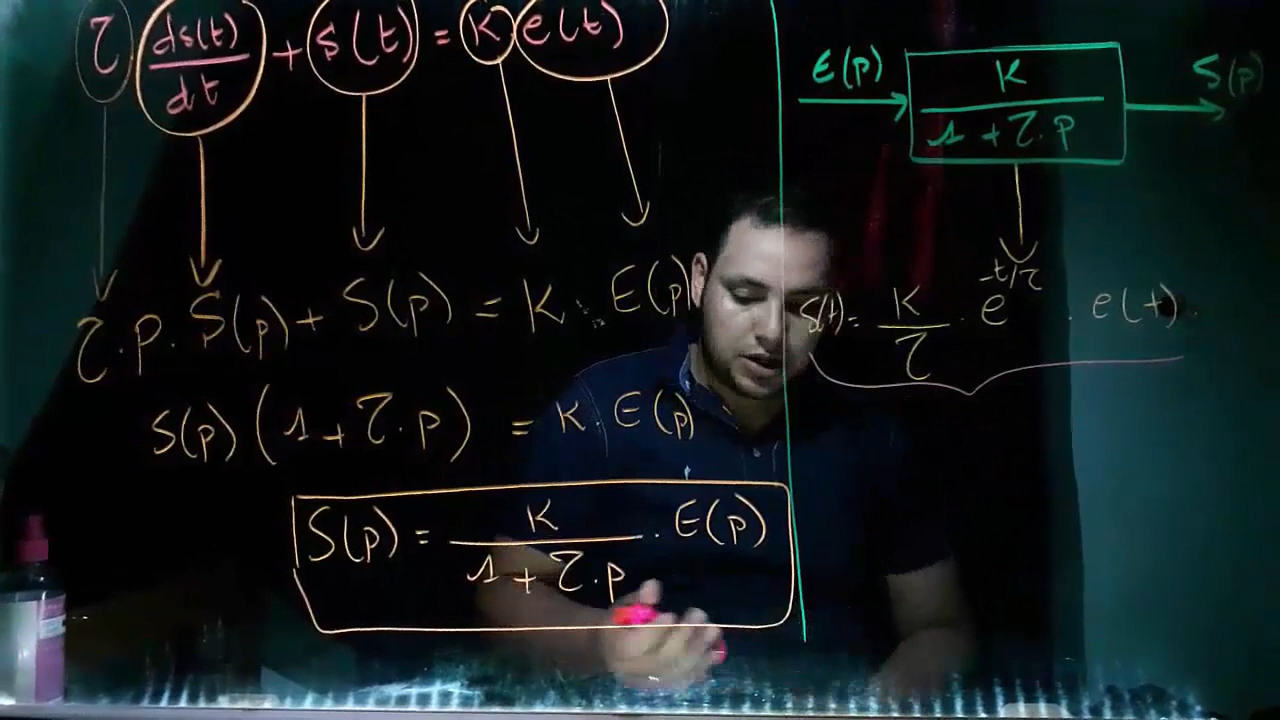 τ ds(t)/dt + s(t) = K e(t)
τ.p.S(p) + S(p) = K . E(p)
S(p) (1 + τ.p) = K . E(p)
S(p) = K / (1 + τ.p) . E(p)
E(p) K / (1 + τ.p) S(p)
s(t) = K/τ . e^-t/τ . e(t)